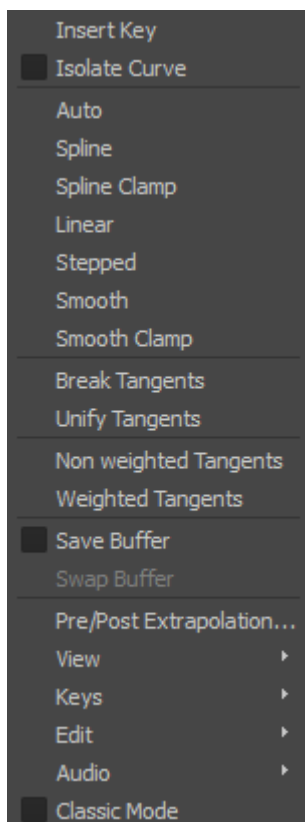 Insert Key
Isolate Curve
Auto
Spline
Spline Clamp
Linear
Stepped
Smooth
Smooth Clamp
Break Tangents
Unify Tangents
Non weighted Tangents
Weighted Tangents
Save Buffer
Swap Buffer
Pre/Post Extrapolation...
View
Keys
Edit
Audio
Classic Mode